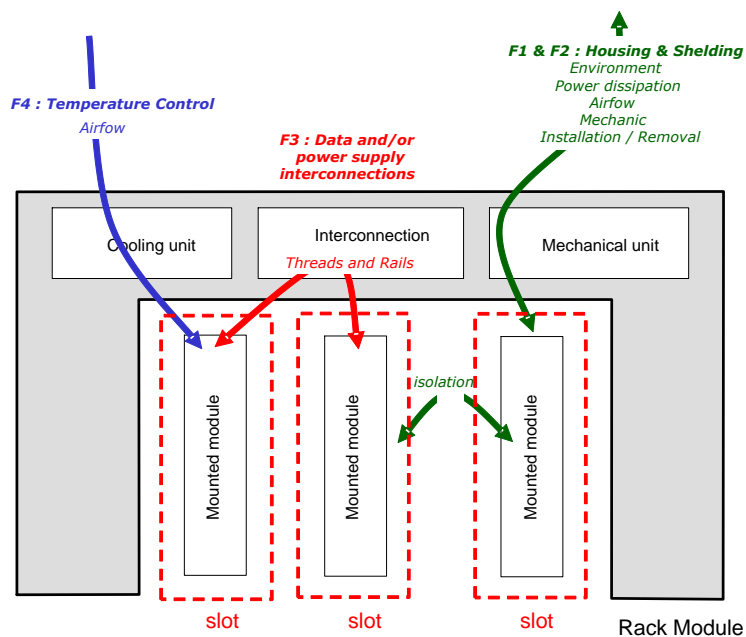 F1 & F2 : Housing & Shelding
Environment
Power dissipation
Airfow
Mechanic
Installation / Removal
F4 : Temperature Control
Airfow
F3 : Data and/or
power supply
interconnections
Cooling unit
Interconnection
Mechanical unit
Threads and Rails
isolation
Mounted module
Mounted module
Mounted module
slot
slot
slot
Rack Module